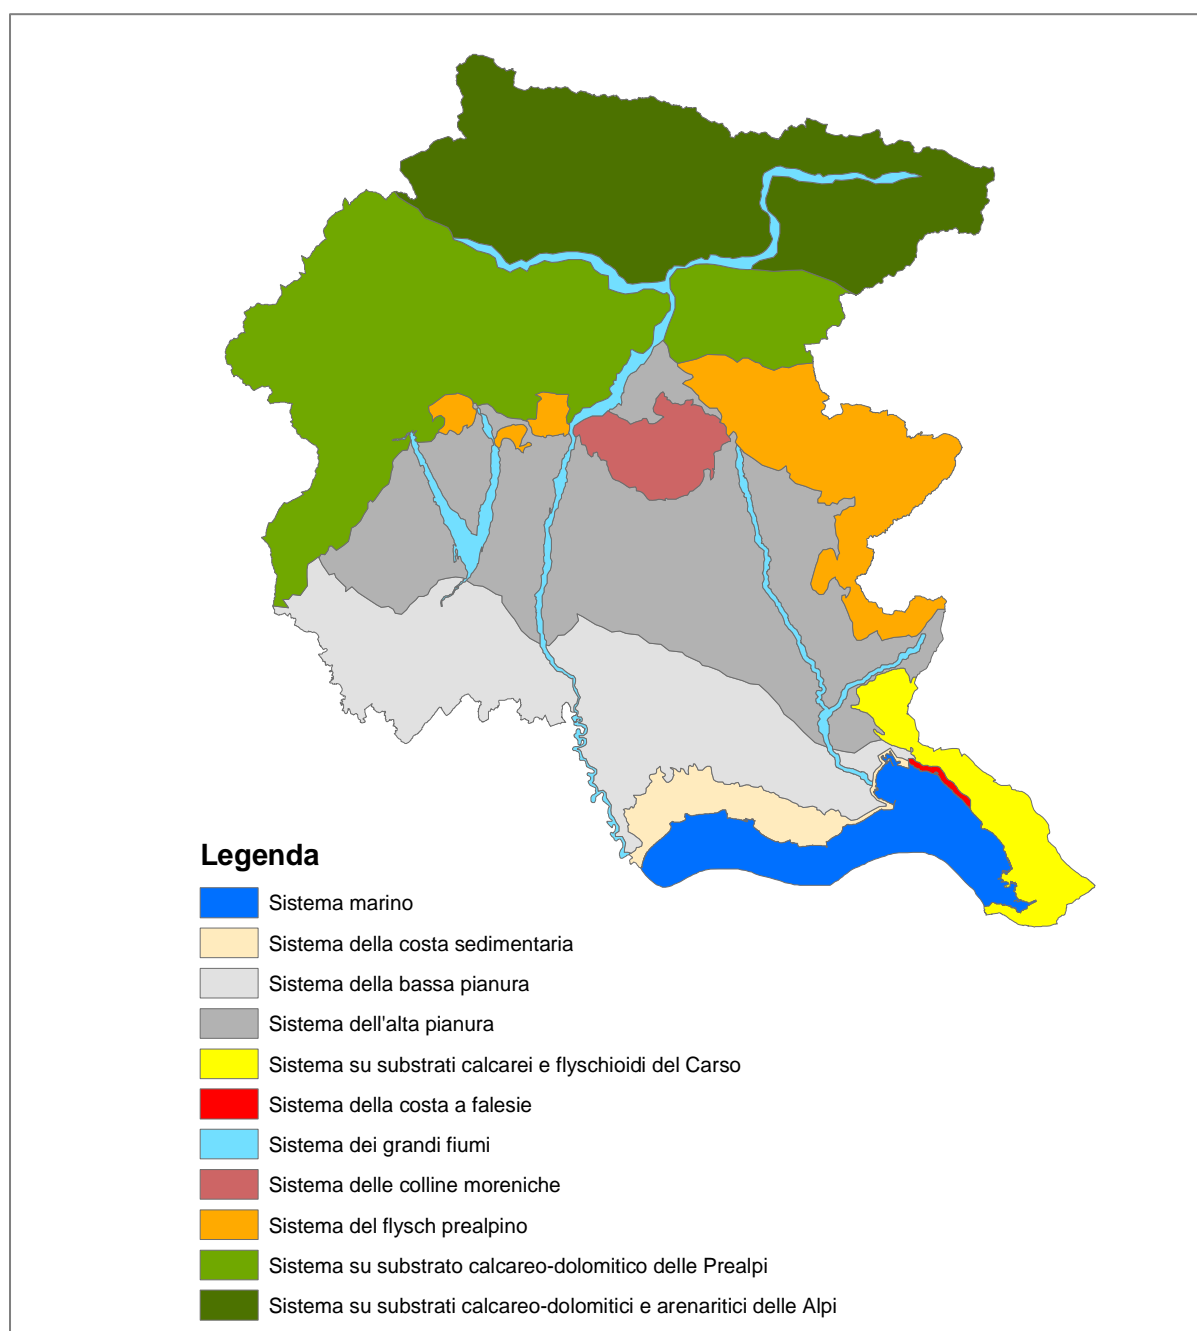 Legenda
Sistema marino
Sistema della costa sedimentaria
Sistema della bassa pianura
Sistema dell'alta pianura
Sistema su substrati calcarei e flyschioidi del Carso
Sistema della costa a falesie
Sistema dei grandi fiumi
Sistema delle colline moreniche
Sistema del flysch prealpino
Sistema su substrato calcareo-dolomitico delle Prealpi
Sistema su substrati calcareo-dolomitici e arenaritici delle Alpi